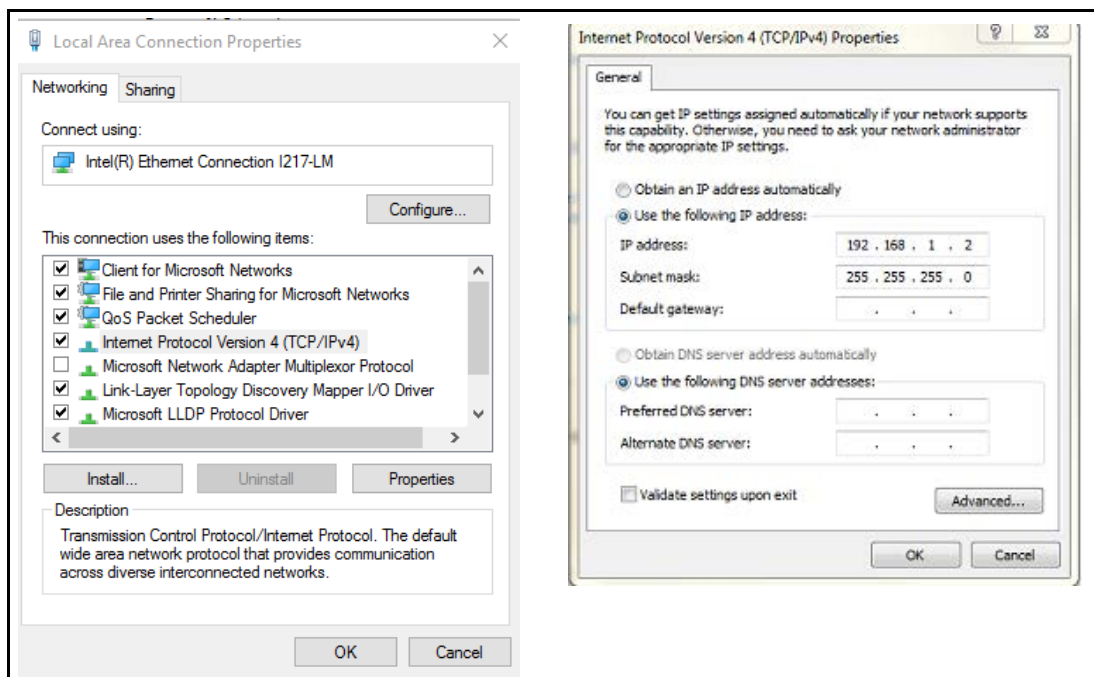 Local Area Connection Properties
Networking
Sharing
Connect using:
Intel(R) Ethernet Connection I217-LM
Configure...
This connection uses the following items:
Client for Microsoft Networks
File and Printer Sharing for Microsoft Networks
QoS Packet Scheduler
Internet Protocol Version 4 (TCP/IPv4)
Microsoft Network Adapter Multiplexor Protocol
Link-Layer Topology Discovery Mapper I/O Driver
Microsoft LLDP Protocol Driver
Install...
Uninstall
Properties
Description
Transmission Control Protocol/Internet Protocol. The default
wide area network protocol that provides communication
across diverse interconnected networks.
OK
Cancel
Internet Protocol Version 4 (TCP/IPv4) Properties
General
You can get IP settings assigned automatically if your network supports
this capability. Otherwise, you need to ask your network administrator
for the appropriate IP settings.
Obtain an IP address automatically
Use the following IP address:
IP address: 192 . 168 . 1 . 2
Subnet mask: 255 . 255 . 255 . 0
Default gateway: . . .
Obtain DNS server address automatically
Use the following DNS server addresses:
Preferred DNS server: . . .
Alternate DNS server: . . .
Validate settings upon exit
Advanced...
OK
Cancel